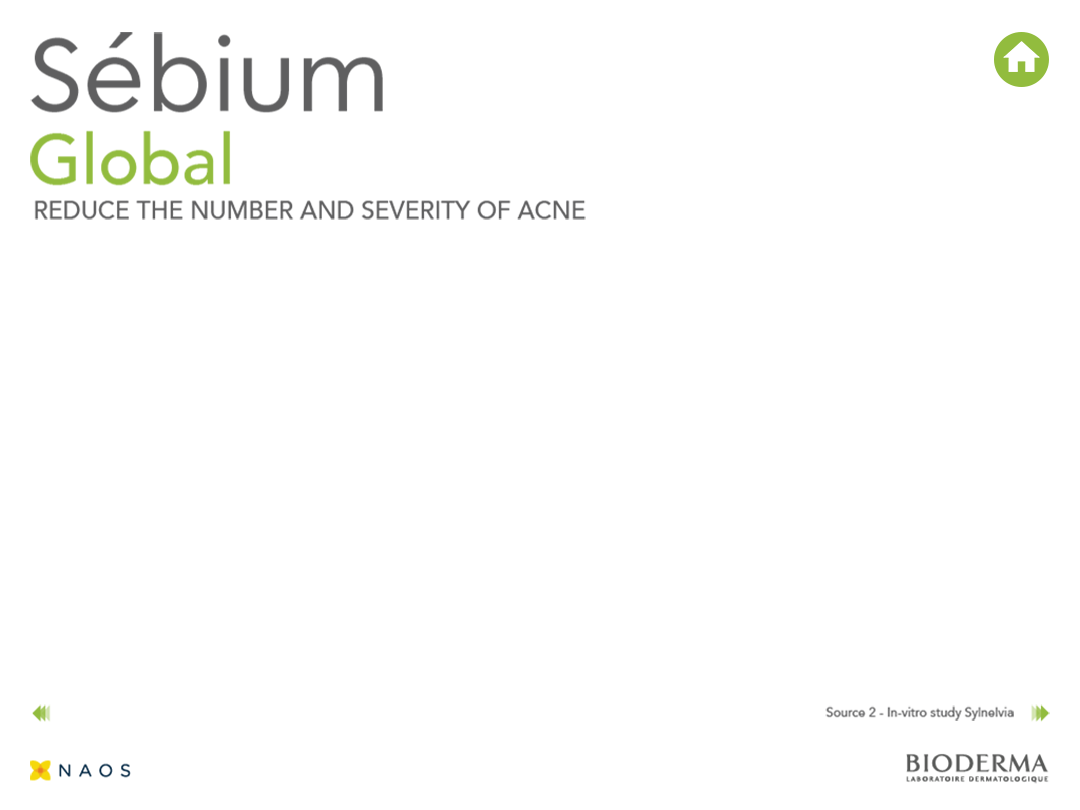 Sébium
Global
REDUCE THE NUMBER AND SEVERITY OF ACNE
Source 2 - In-vitro study Sylnelvia
NAOS
BIODERMA
LABORATOIRE DERMATOLOGIQUE